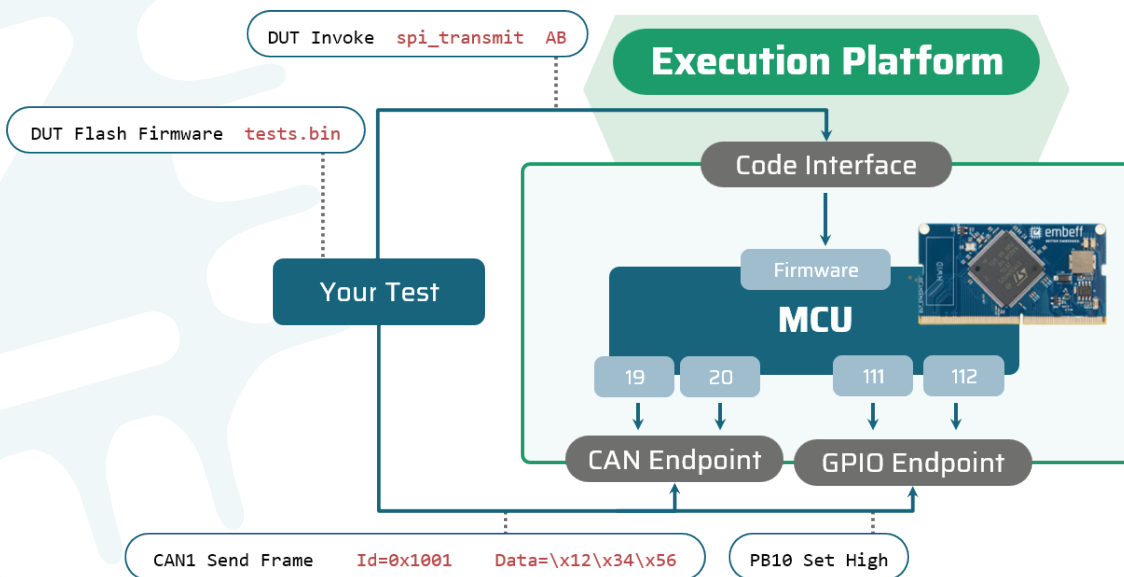 DUT Invoke spi_transmit AB
Execution Platform
DUT Flash Firmware tests.bin
Code Interface
embeff
Firmware
Your Test
MCU
19
20
111
112
CAN Endpoint
GPIO Endpoint
CAN1 Send Frame Id=0x1001 Data=\x12\x34\x56
PB10 Set High